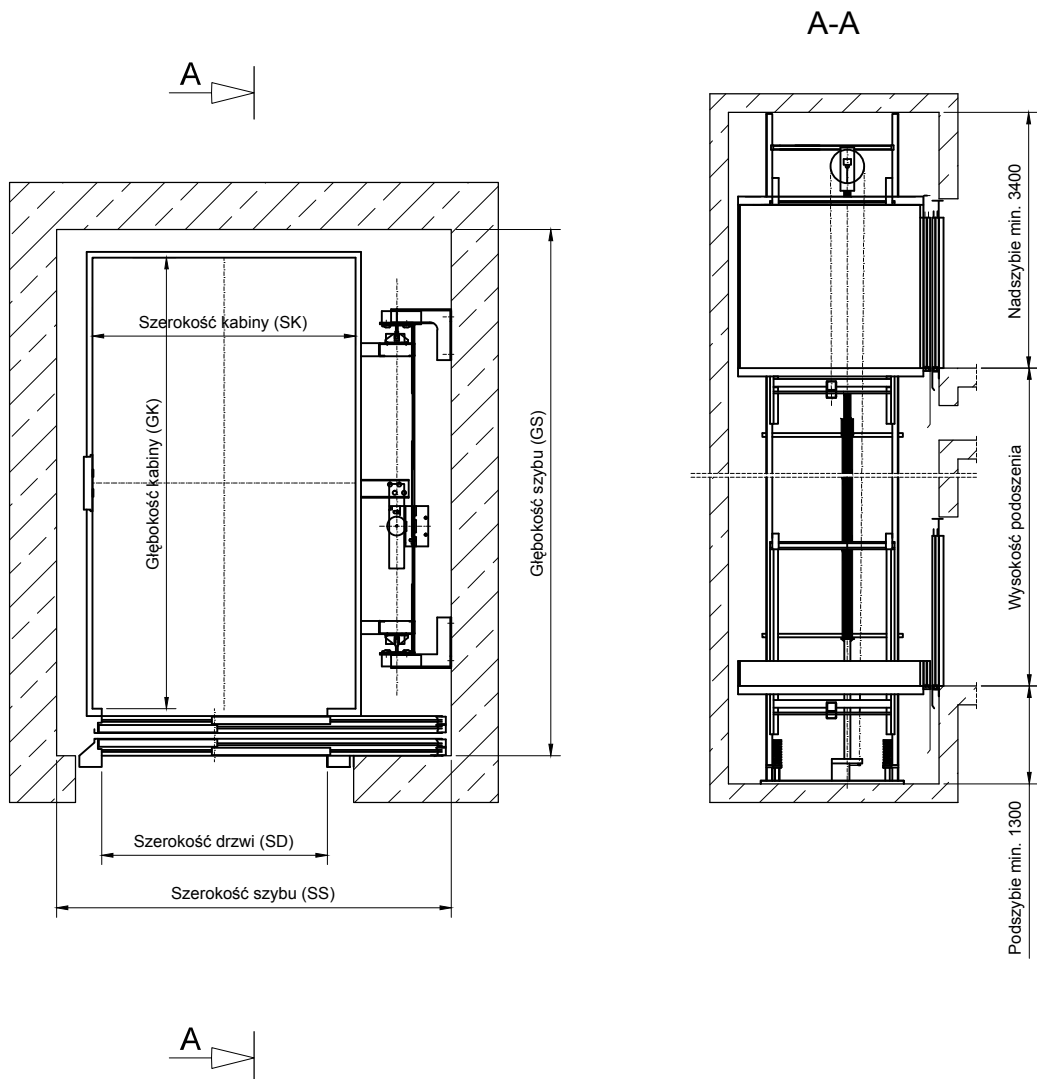 A-A
A
Szerokość kabiny (SK)
Głębokość kabiny (GK)
Głębokość szybu (GS)
Szerokość drzwi (SD)
Szerokość szybu (SS)
A
Nadszybie min. 3400
Wysokość podoszenia
Podszybie min. 1300